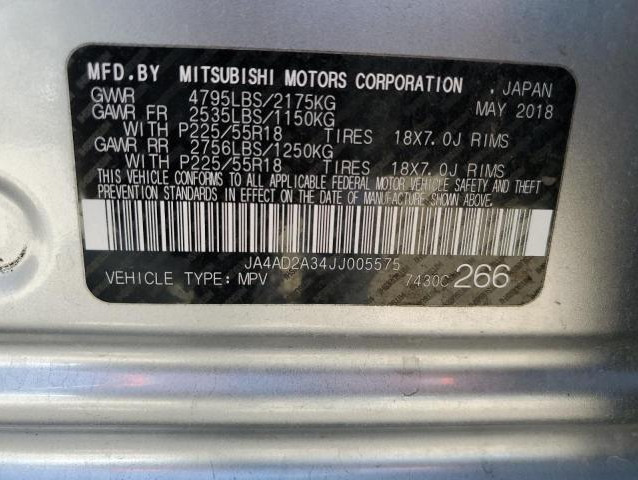 MFD.BY MITSUBISHI MOTORS CORPORATION . JAPAN
GWWR 4795LBS/2175KG MAY 2018
GAWR FR 2535LBS/1150KG
WITH P225/55R18 TIRES 18X7.0J RIMS
GAWR RR 2756LBS/1250KG
WITH P225/55R18 TIRES 18X7.0J RIMS
THIS VEHICLE CONFORMS TO ALL APPLICABLE FEDERAL MOTOR VEHICLE SAFETY AND THEFT
PREVENTION STANDARDS IN EFFECT ON THE DATE OF MANUFACTURE SHOWN ABOVE.
JA4AD2A34JJ005575
VEHICLE TYPE: MPV 7430C 266